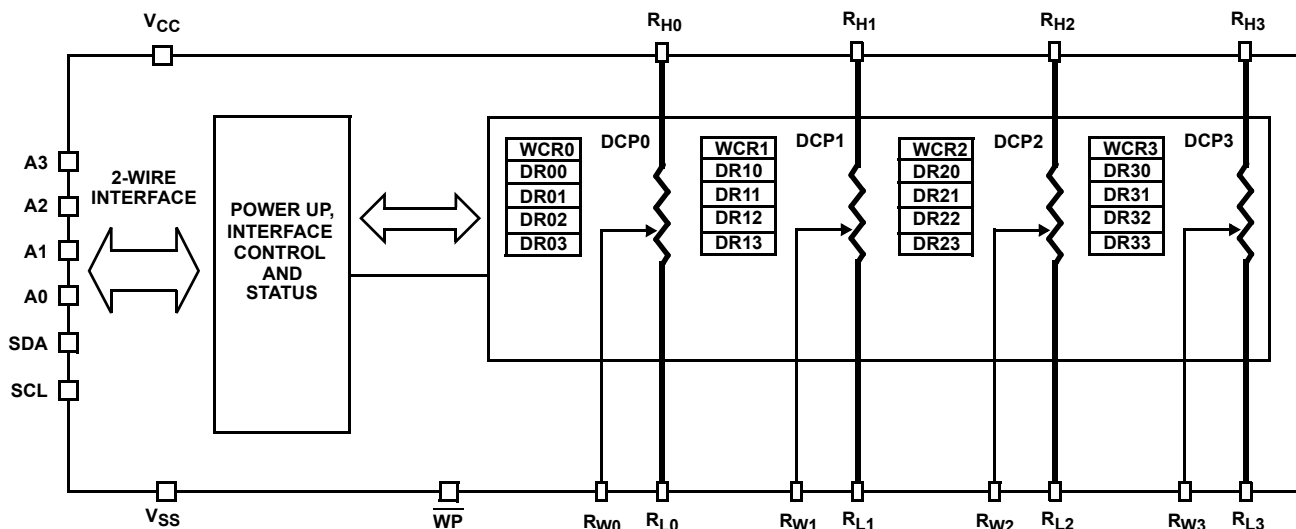 VCC RH0 RH1 RH2 RH3
A3
A2
A1
A0
SDA
SCL
2-WIRE
INTERFACE
POWER UP,
INTERFACE
CONTROL
AND
STATUS
WCR0
DR00
DR01
DR02
DR03
DCP0
WCR1
DR10
DR11
DR12
DR13
DCP1
WCR2
DR20
DR21
DR22
DR23
DCP2
WCR3
DR30
DR31
DR32
DR33
DCP3
VSS WP RW0 RL0 RW1 RL1 RW2 RL2 RW3 RL3